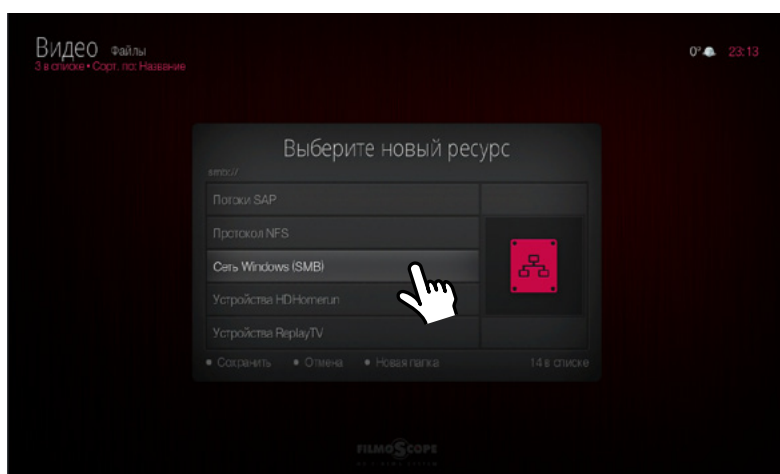 Видео Файлы
3 в списке • Сорт. по: Название
0° 23:13
Выберите новый ресурс
smb://
Потоки SAP
Протокол NFS
Сеть Windows (SMB)
Устройства HDHomerun
Устройства ReplayTV
• Сохранить • Отмена • Новая папка 14 в списке
FILMOSCOPE